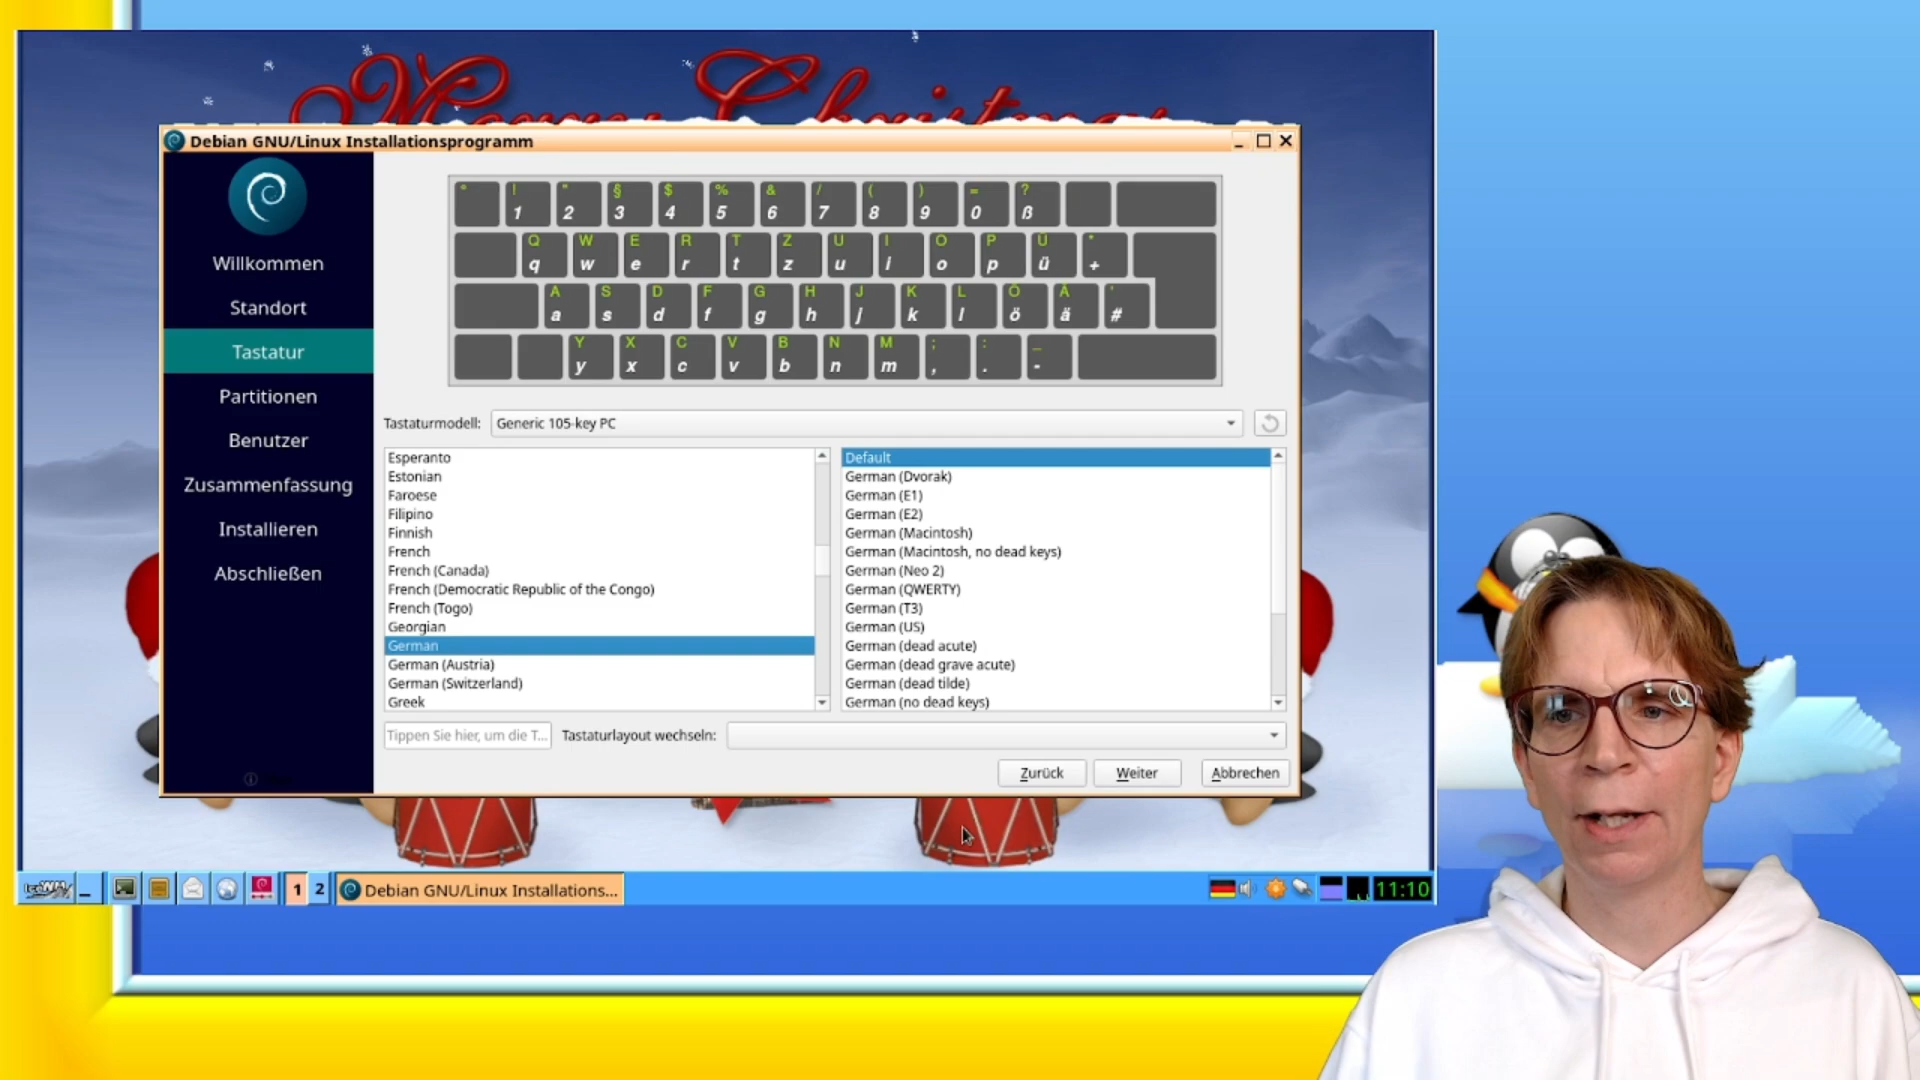 Merry Christmas
Debian GNU/Linux Installationsprogramm
° ! " § $ % & / ( ) = ?
1 2 3 4 5 6 7 8 9 0 ß
Q W E R T Z U I O P Ü *
q w e r t z u i o p ü +
A S D F G H J K L Ö Ä '
a s d f g h j k l ö ä #
Y X C V B N M ; : _
y x c v b n m , . -
Willkommen
Standort
Tastatur
Partitionen
Benutzer
Zusammenfassung
Installieren
Abschließen
Tastaturmodell: Generic 105-key PC
Esperanto
Estonian
Faroese
Filipino
Finnish
French
French (Canada)
French (Democratic Republic of the Congo)
French (Togo)
Georgian
German
German (Austria)
German (Switzerland)
Greek
Default
German (Dvorak)
German (E1)
German (E2)
German (Macintosh)
German (Macintosh, no dead keys)
German (Neo 2)
German (QWERTY)
German (T3)
German (US)
German (dead acute)
German (dead grave acute)
German (dead tilde)
German (no dead keys)
Tippen Sie hier, um die T... Tastaturlayout wechseln:
Zurück Weiter Abbrechen
IceWM 1 2 Debian GNU/Linux Installations... 11:10